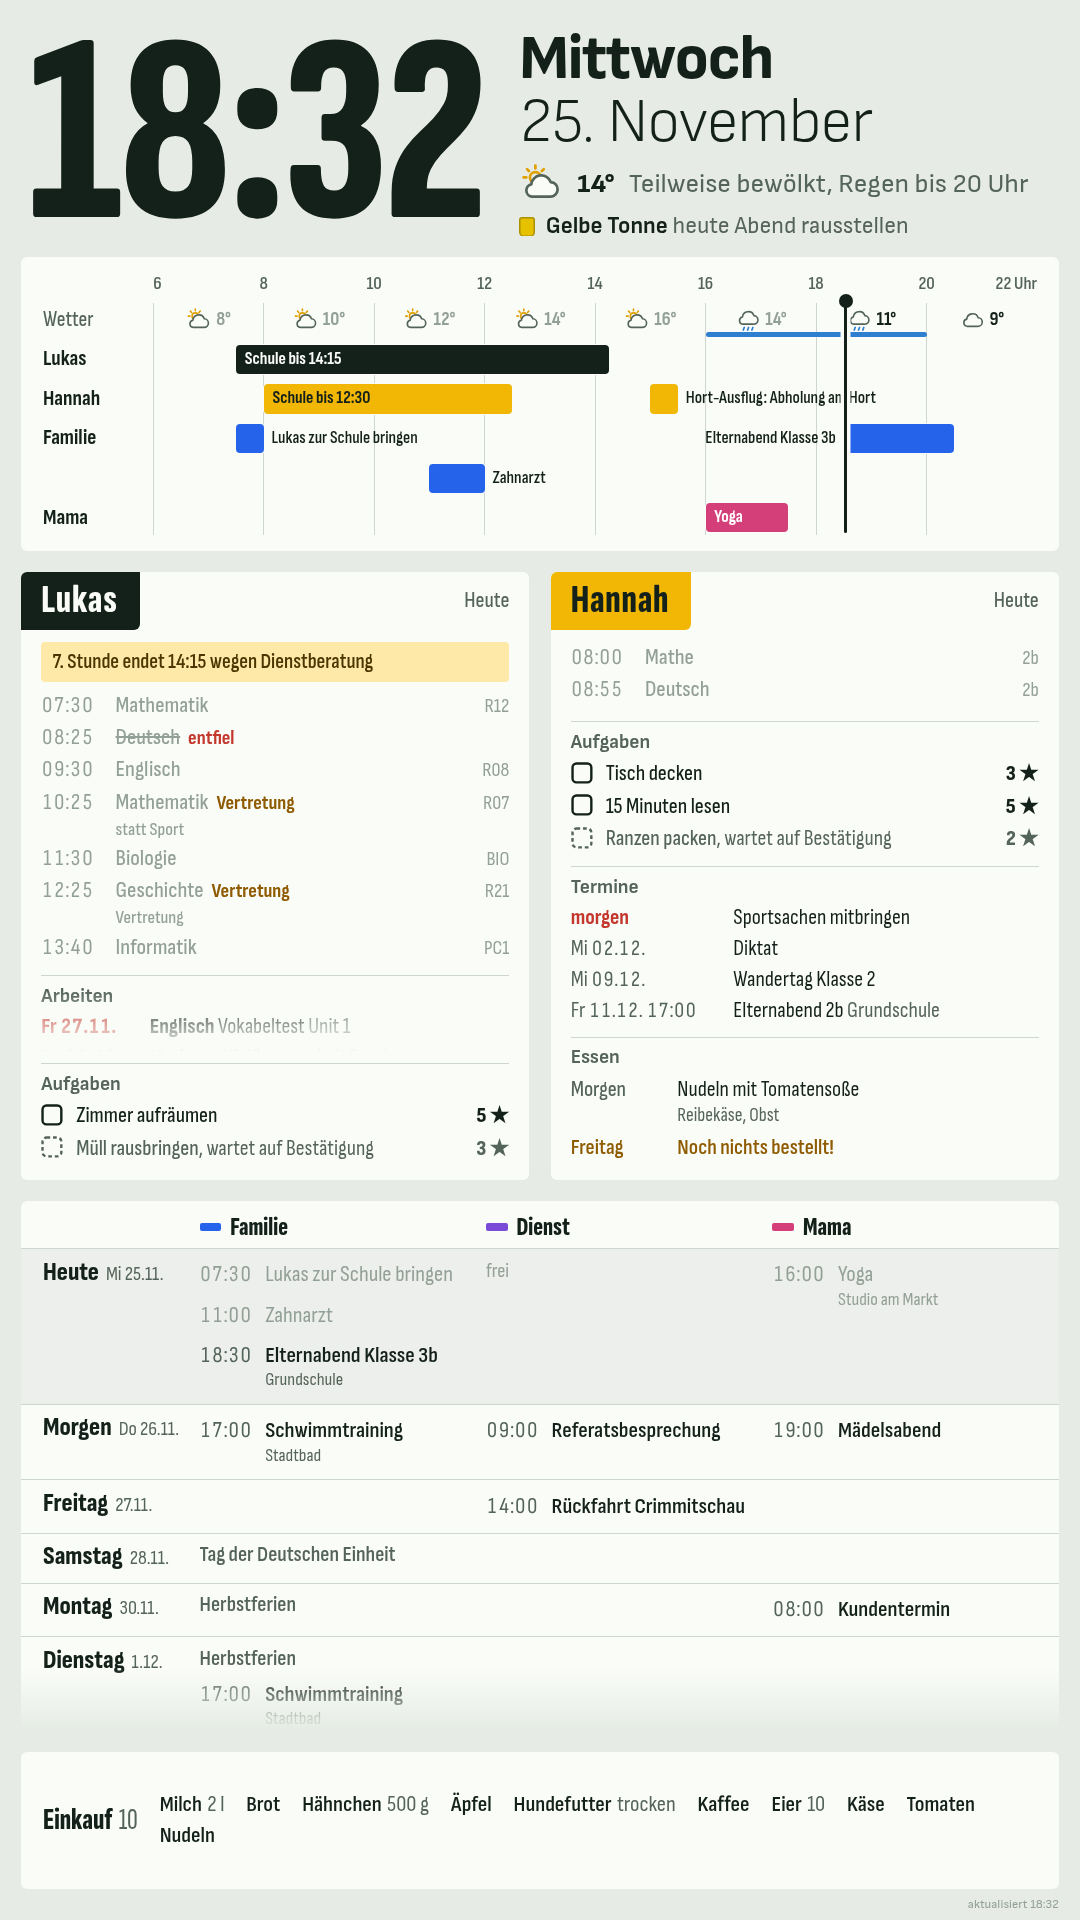 18:32
Mittwoch
25. November
14° Teilweise bewölkt, Regen bis 20 Uhr
Gelbe Tonne heute Abend rausstellen
6 8 10 12 14 16 18 20 22 Uhr
Wetter 8° 10° 12° 14° 16° 14° 11° 9°
Lukas Schule bis 14:15
Hannah Schule bis 12:30 Hort-Ausflug: Abholung am Hort
Familie Lukas zur Schule bringen Elternabend Klasse 3b
Zahnarzt
Mama Yoga
Lukas Heute
7. Stunde endet 14:15 wegen Dienstberatung
07:30 Mathematik R12
08:25 Deutsch entfiel
09:30 Englisch R08
10:25 Mathematik Vertretung R07
statt Sport
11:30 Biologie BIO
12:25 Geschichte Vertretung R21
Vertretung
13:40 Informatik PC1
Arbeiten
Fr 27.11. Englisch Vokabeltest Unit 1
Aufgaben
Zimmer aufräumen 5 ★
Müll rausbringen, wartet auf Bestätigung 3 ★
Hannah Heute
08:00 Mathe 2b
08:55 Deutsch 2b
Aufgaben
Tisch decken 3 ★
15 Minuten lesen 5 ★
Ranzen packen, wartet auf Bestätigung 2 ★
Termine
morgen Sportsachen mitbringen
Mi 02.12. Diktat
Mi 09.12. Wandertag Klasse 2
Fr 11.12. 17:00 Elternabend 2b Grundschule
Essen
Morgen Nudeln mit Tomatensoße
Reibekäse, Obst
Freitag Noch nichts bestellt!
Familie Dienst Mama
Heute Mi 25.11. 07:30 Lukas zur Schule bringen frei 16:00 Yoga
Studio am Markt
11:00 Zahnarzt
18:30 Elternabend Klasse 3b
Grundschule
Morgen Do 26.11. 17:00 Schwimmtraining 09:00 Referatsbesprechung 19:00 Mädelsabend
Stadtbad
Freitag 27.11. 14:00 Rückfahrt Crimmitschau
Samstag 28.11. Tag der Deutschen Einheit
Montag 30.11. Herbstferien 08:00 Kundentermin
Dienstag 1.12. Herbstferien
17:00 Schwimmtraining
Stadtbad
Einkauf 10 Milch 2 l Brot Hähnchen 500 g Äpfel Hundefutter trocken Kaffee Eier 10 Käse Tomaten
Nudeln
aktualisiert 18:32